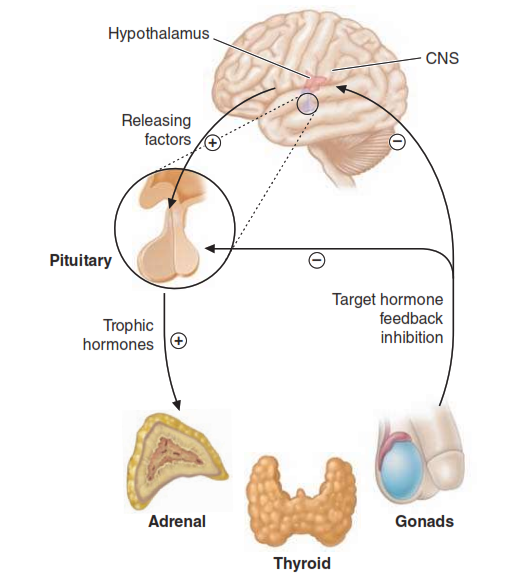 Hypothalamus
CNS
Releasing
factors
+
−
Pituitary
−
Target hormone
feedback
inhibition
Trophic
hormones
+
Adrenal
Gonads
Thyroid